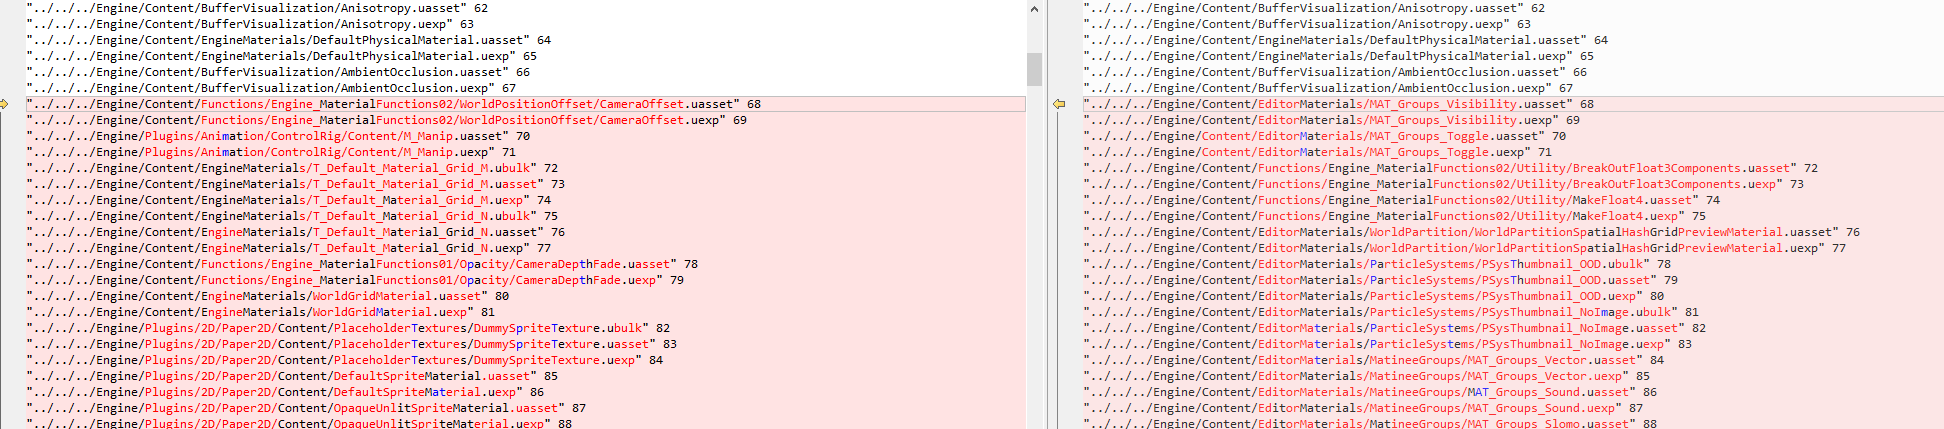 "../../../Engine/Content/BufferVisualization/Anisotropy.uasset" 62
"../../../Engine/Content/BufferVisualization/Anisotropy.uexp" 63
"../../../Engine/Content/EngineMaterials/DefaultPhysicalMaterial.uasset" 64
"../../../Engine/Content/EngineMaterials/DefaultPhysicalMaterial.uexp" 65
"../../../Engine/Content/BufferVisualization/AmbientOcclusion.uasset" 66
"../../../Engine/Content/BufferVisualization/AmbientOcclusion.uexp" 67
"../../../Engine/Content/Functions/Engine_MaterialFunctions02/WorldPositionOffset/CameraOffset.uasset" 68
"../../../Engine/Content/Functions/Engine_MaterialFunctions02/WorldPositionOffset/CameraOffset.uexp" 69
"../../../Engine/Plugins/Animation/ControlRig/Content/M_Manip.uasset" 70
"../../../Engine/Plugins/Animation/ControlRig/Content/M_Manip.uexp" 71
"../../../Engine/Content/EngineMaterials/T_Default_Material_Grid_M.ubulk" 72
"../../../Engine/Content/EngineMaterials/T_Default_Material_Grid_M.uasset" 73
"../../../Engine/Content/EngineMaterials/T_Default_Material_Grid_M.uexp" 74
"../../../Engine/Content/EngineMaterials/T_Default_Material_Grid_N.ubulk" 75
"../../../Engine/Content/EngineMaterials/T_Default_Material_Grid_N.uasset" 76
"../../../Engine/Content/EngineMaterials/T_Default_Material_Grid_N.uexp" 77
"../../../Engine/Content/Functions/Engine_MaterialFunctions01/Opacity/CameraDepthFade.uasset" 78
"../../../Engine/Content/Functions/Engine_MaterialFunctions01/Opacity/CameraDepthFade.uexp" 79
"../../../Engine/Content/EngineMaterials/WorldGridMaterial.uasset" 80
"../../../Engine/Content/EngineMaterials/WorldGridMaterial.uexp" 81
"../../../Engine/Plugins/2D/Paper2D/Content/PlaceholderTextures/DummySpriteTexture.ubulk" 82
"../../../Engine/Plugins/2D/Paper2D/Content/PlaceholderTextures/DummySpriteTexture.uasset" 83
"../../../Engine/Plugins/2D/Paper2D/Content/PlaceholderTextures/DummySpriteTexture.uexp" 84
"../../../Engine/Plugins/2D/Paper2D/Content/DefaultSpriteMaterial.uasset" 85
"../../../Engine/Plugins/2D/Paper2D/Content/DefaultSpriteMaterial.uexp" 86
"../../../Engine/Plugins/2D/Paper2D/Content/OpaqueUnlitSpriteMaterial.uasset" 87
"../../../Engine/Plugins/2D/Paper2D/Content/OpaqueUnlitSpriteMaterial.uexp" 88
"../../../Engine/Content/BufferVisualization/Anisotropy.uasset" 62
"../../../Engine/Content/BufferVisualization/Anisotropy.uexp" 63
"../../../Engine/Content/EngineMaterials/DefaultPhysicalMaterial.uasset" 64
"../../../Engine/Content/EngineMaterials/DefaultPhysicalMaterial.uexp" 65
"../../../Engine/Content/BufferVisualization/AmbientOcclusion.uasset" 66
"../../../Engine/Content/BufferVisualization/AmbientOcclusion.uexp" 67
"../../../Engine/Content/EditorMaterials/MAT_Groups_Visibility.uasset" 68
"../../../Engine/Content/EditorMaterials/MAT_Groups_Visibility.uexp" 69
"../../../Engine/Content/EditorMaterials/MAT_Groups_Toggle.uasset" 70
"../../../Engine/Content/EditorMaterials/MAT_Groups_Toggle.uexp" 71
"../../../Engine/Content/Functions/Engine_MaterialFunctions02/Utility/BreakOutFloat3Components.uasset" 72
"../../../Engine/Content/Functions/Engine_MaterialFunctions02/Utility/BreakOutFloat3Components.uexp" 73
"../../../Engine/Content/Functions/Engine_MaterialFunctions02/Utility/MakeFloat4.uasset" 74
"../../../Engine/Content/Functions/Engine_MaterialFunctions02/Utility/MakeFloat4.uexp" 75
"../../../Engine/Content/EditorMaterials/WorldPartition/WorldPartitionSpatialHashGridPreviewMaterial.uasset" 76
"../../../Engine/Content/EditorMaterials/WorldPartition/WorldPartitionSpatialHashGridPreviewMaterial.uexp" 77
"../../../Engine/Content/EditorMaterials/ParticleSystems/PSysThumbnail_OOD.ubulk" 78
"../../../Engine/Content/EditorMaterials/ParticleSystems/PSysThumbnail_OOD.uasset" 79
"../../../Engine/Content/EditorMaterials/ParticleSystems/PSysThumbnail_OOD.uexp" 80
"../../../Engine/Content/EditorMaterials/ParticleSystems/PSysThumbnail_NoImage.ubulk" 81
"../../../Engine/Content/EditorMaterials/ParticleSystems/PSysThumbnail_NoImage.uasset" 82
"../../../Engine/Content/EditorMaterials/ParticleSystems/PSysThumbnail_NoImage.uexp" 83
"../../../Engine/Content/EditorMaterials/MatineeGroups/MAT_Groups_Vector.uasset" 84
"../../../Engine/Content/EditorMaterials/MatineeGroups/MAT_Groups_Vector.uexp" 85
"../../../Engine/Content/EditorMaterials/MatineeGroups/MAT_Groups_Sound.uasset" 86
"../../../Engine/Content/EditorMaterials/MatineeGroups/MAT_Groups_Sound.uexp" 87
"../../../Engine/Content/EditorMaterials/MatineeGroups/MAT_Groups_Slomo.uasset" 88